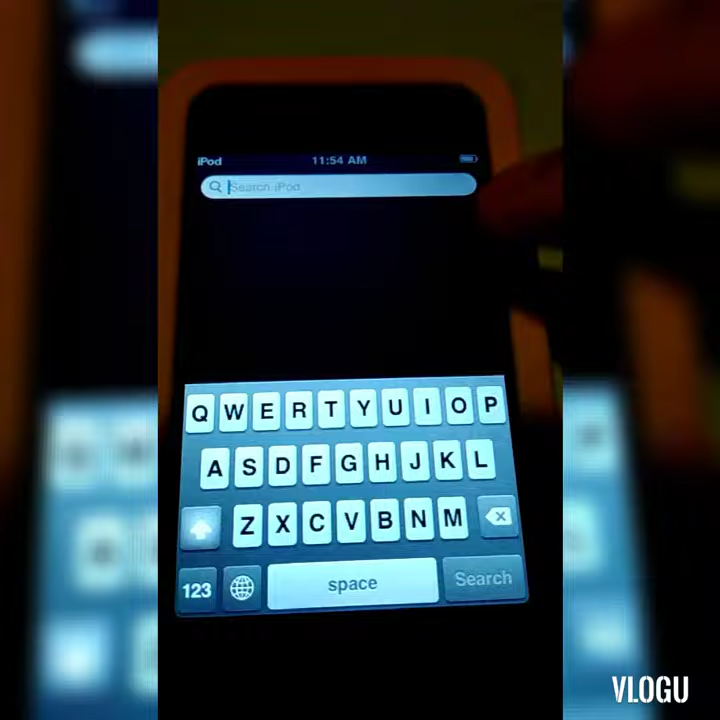 iPod 11:54 AM
Search iPod
Q W E R T Y U I O P
A S D F G H J K L
Z X C V B N M
123 space Search
VLOGU